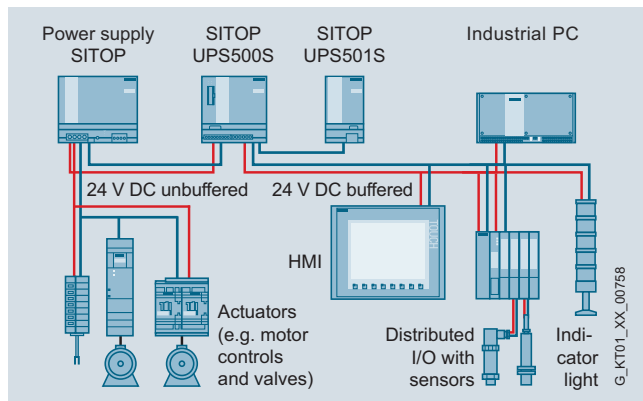 Power supply
SITOP
SITOP
UPS500S
SITOP
UPS501S
Industrial PC
24 V DC unbuffered
24 V DC buffered
TOUCH
HMI
Actuators
(e.g. motor
controls
and valves)
Distributed
I/O with
sensors
Indi-
cator
light
G_KT01_XX_00758